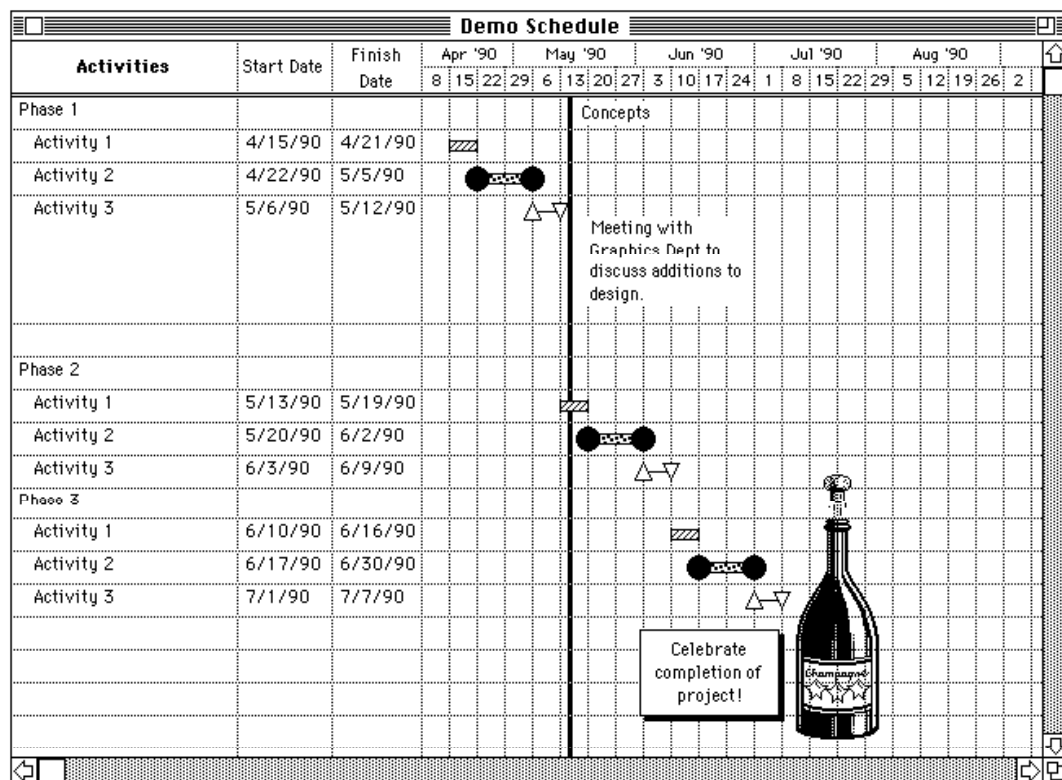 Demo Schedule
Activities Start Date Finish Date Apr '90 May '90 Jun '90 Jul '90 Aug '90
8 15 22 29 6 13 20 27 3 10 17 24 1 8 15 22 29 5 12 19 26 2
Phase 1 Concepts
Activity 1 4/15/90 4/21/90
Activity 2 4/22/90 5/5/90
Activity 3 5/6/90 5/12/90
Meeting with
Graphics Dept to
discuss additions to
design.
Phase 2
Activity 1 5/13/90 5/19/90
Activity 2 5/20/90 6/2/90
Activity 3 6/3/90 6/9/90
Phase 3
Activity 1 6/10/90 6/16/90
Activity 2 6/17/90 6/30/90
Activity 3 7/1/90 7/7/90
Celebrate
completion of
project!
Champagne